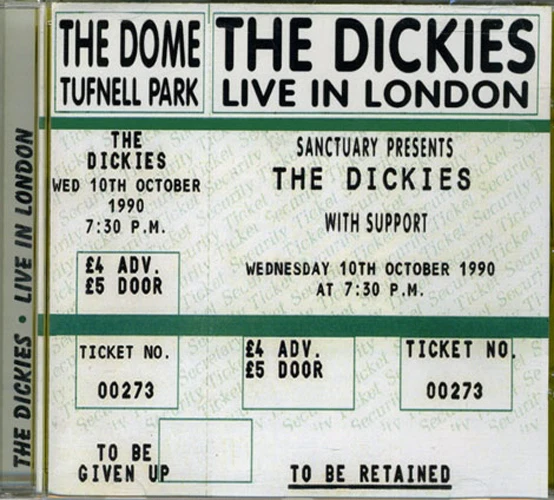 THE DICKIES • LIVE IN LONDON
THE DOME
TUFNELL PARK
THE DICKIES
LIVE IN LONDON
THE
DICKIES
WED 10TH OCTOBER
1990
7:30 P.M.
£4 ADV.
£5 DOOR
SANCTUARY PRESENTS
THE DICKIES
WITH SUPPORT
WEDNESDAY 10TH OCTOBER 1990
AT 7:30 P.M.
TICKET NO.
00273
£4 ADV.
£5 DOOR
TICKET NO.
00273
TO BE
GIVEN UP
TO BE RETAINED